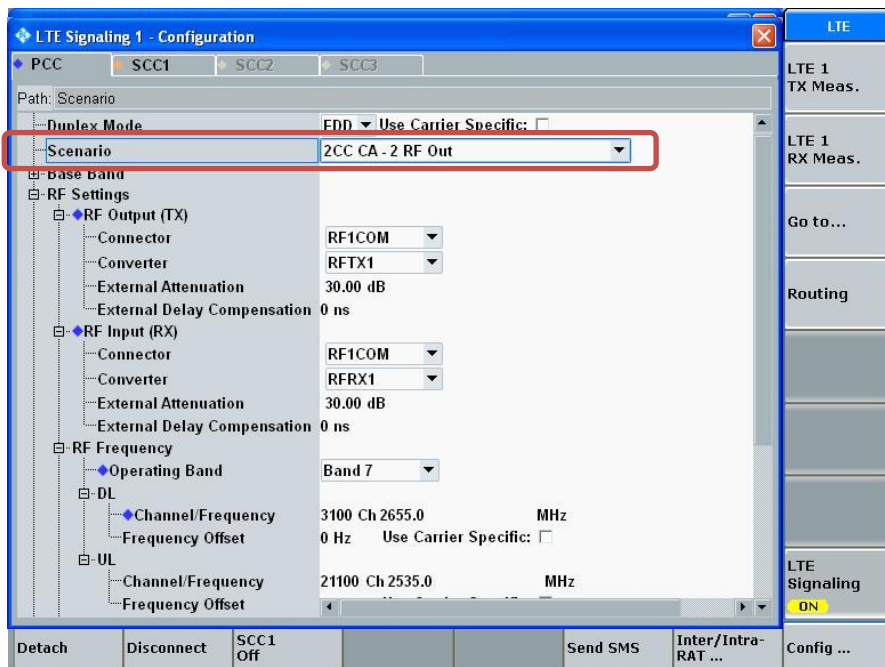 LTE Signaling 1 - Configuration
PCC SCC1 SCC2 SCC3
Path: Scenario
Duplex Mode FDD Use Carrier Specific:
Scenario 2CC CA - 2 RF Out
Base Band
RF Settings
RF Output (TX)
Connector RF1COM
Converter RFTX1
External Attenuation 30.00 dB
External Delay Compensation 0 ns
RF Input (RX)
Connector RF1COM
Converter RFRX1
External Attenuation 30.00 dB
External Delay Compensation 0 ns
RF Frequency
Operating Band Band 7
DL
Channel/Frequency 3100 Ch 2655.0 MHz
Frequency Offset 0 Hz Use Carrier Specific:
UL
Channel/Frequency 21100 Ch 2535.0 MHz
Frequency Offset
LTE
LTE 1
TX Meas.
LTE 1
RX Meas.
Go to...
Routing
LTE
Signaling
ON
Detach
Disconnect
SCC1
Off
Send SMS
Inter/Intra-
RAT ...
Config ...